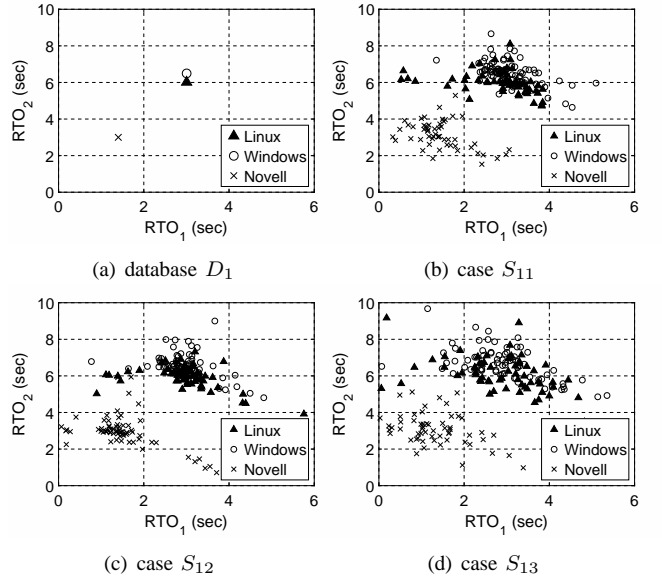 10
8
6
4
2
0
RTO2 (sec)
Linux
Windows
Novell
0 2 4 6
RTO1 (sec)
(a) database D1
10
8
6
4
2
0
RTO2 (sec)
Linux
Windows
Novell
0 2 4 6
RTO1 (sec)
(b) case S11
10
8
6
4
2
0
RTO2 (sec)
Linux
Windows
Novell
0 2 4 6
RTO1 (sec)
(c) case S12
10
8
6
4
2
0
RTO2 (sec)
Linux
Windows
Novell
0 2 4 6
RTO1 (sec)
(d) case S13